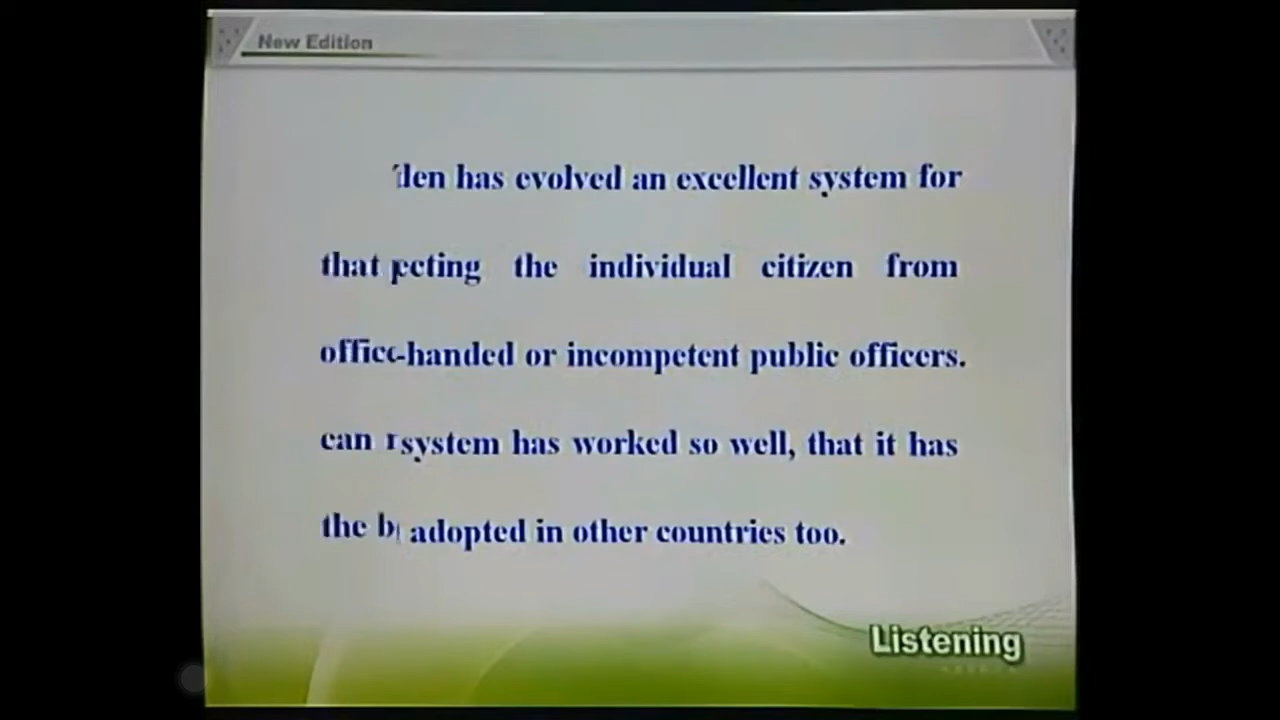 New Edition
den has evolved an excellent system for
that pecting the individual citizen from
office-handed or incompetent public officers.
can system has worked so well, that it has
the b adopted in other countries too.
Listening